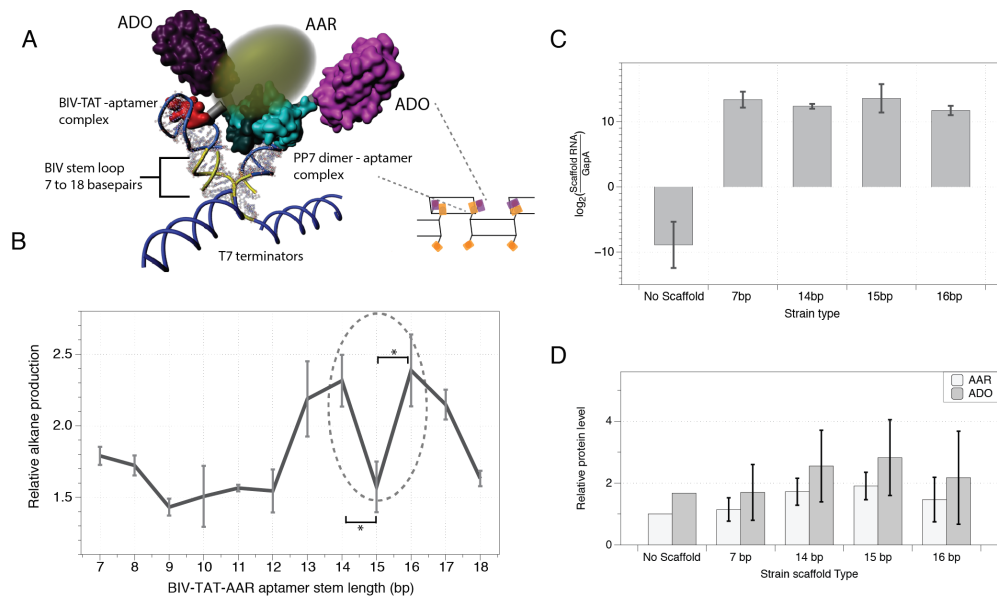 A
ADO
AAR
ADO
BIV-TAT -aptamer
complex
BIV stem loop
7 to 18 basepairs
PP7 dimer - aptamer
complex
T7 terminators
B
Relative alkane production
2.5
2.0
1.5
*
*
7 8 9 10 11 12 13 14 15 16 17 18
BIV-TAT-AAR aptamer stem length (bp)
C
log2(Scaffold RNA
GapA)
10
0
−10
No Scaffold 7bp 14bp 15bp 16bp
Strain type
D
AAR
ADO
Relative protein level
4
2
0
No Scaffold 7 bp 14 bp 15 bp 16 bp
Strain scaffold Type